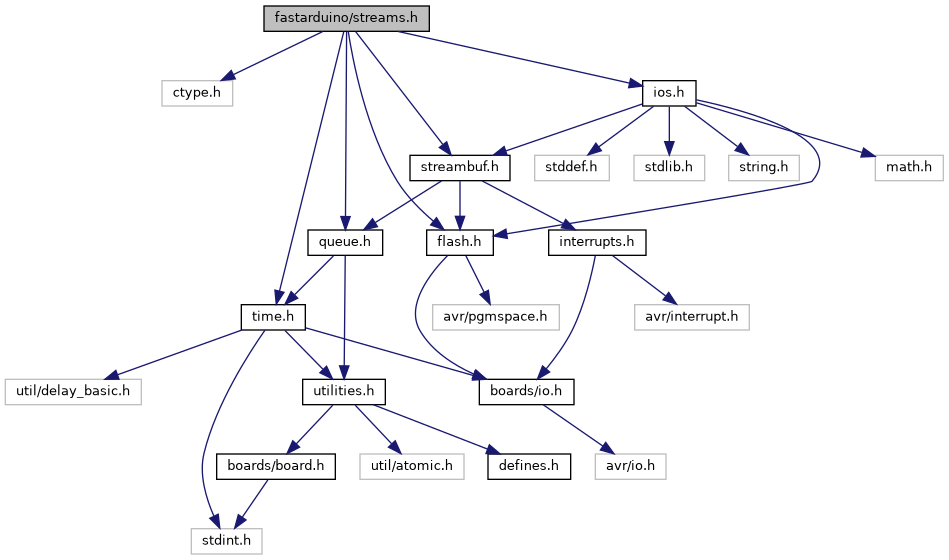 fastarduino/streams.h
ctype.h
ios.h
streambuf.h
stddef.h
stdlib.h
string.h
math.h
queue.h
flash.h
interrupts.h
time.h
avr/pgmspace.h
avr/interrupt.h
util/delay_basic.h
utilities.h
boards/io.h
boards/board.h
util/atomic.h
defines.h
avr/io.h
stdint.h